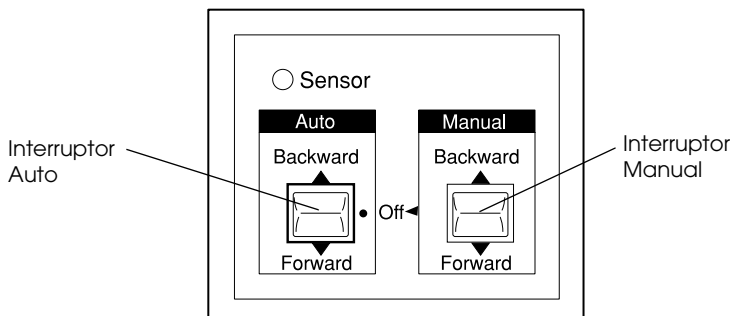 Sensor
Auto
Manual
Interruptor
Auto
Backward
Backward
Interruptor
Manual
Off
Forward
Forward